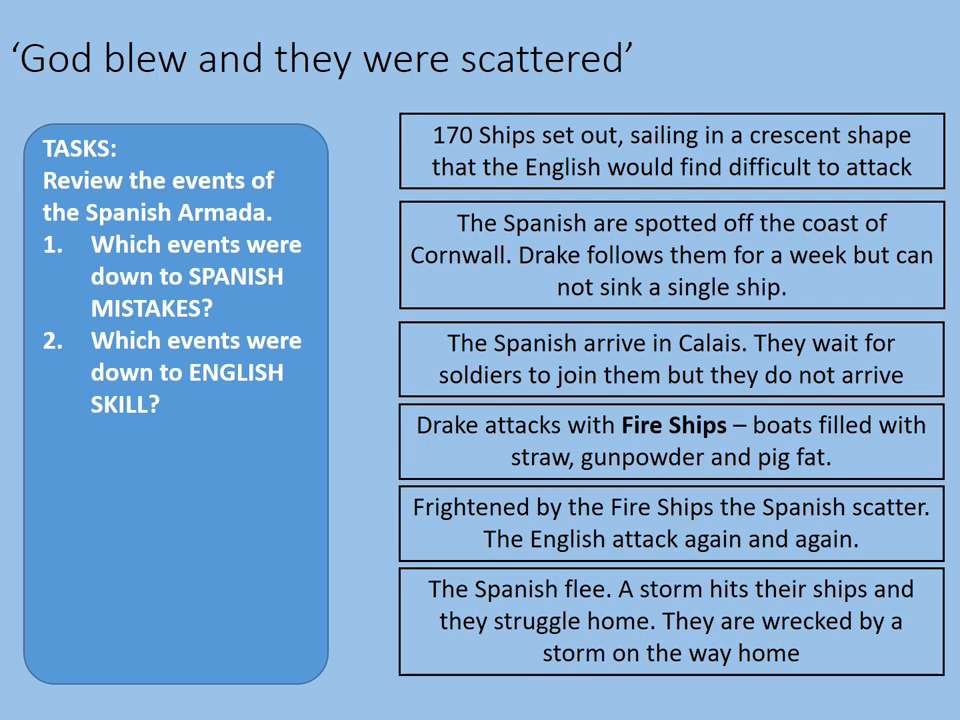 ‘God blew and they were scattered’
TASKS:
Review the events of
the Spanish Armada.
1. Which events were
down to SPANISH
MISTAKES?
2. Which events were
down to ENGLISH
SKILL?
170 Ships set out, sailing in a crescent shape
that the English would find difficult to attack
The Spanish are spotted off the coast of
Cornwall. Drake follows them for a week but can
not sink a single ship.
The Spanish arrive in Calais. They wait for
soldiers to join them but they do not arrive
Drake attacks with Fire Ships – boats filled with
straw, gunpowder and pig fat.
Frightened by the Fire Ships the Spanish scatter.
The English attack again and again.
The Spanish flee. A storm hits their ships and
they struggle home. They are wrecked by a
storm on the way home